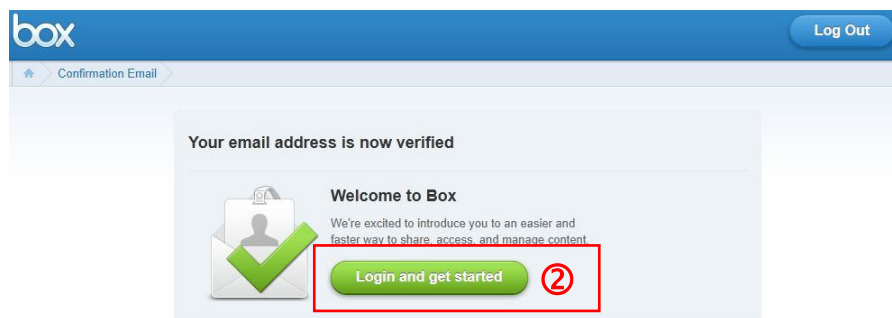 box
Log Out
Confirmation Email
Your email address is now verified
Welcome to Box
We're excited to introduce you to an easier and
faster way to share, access, and manage content.
Login and get started
②